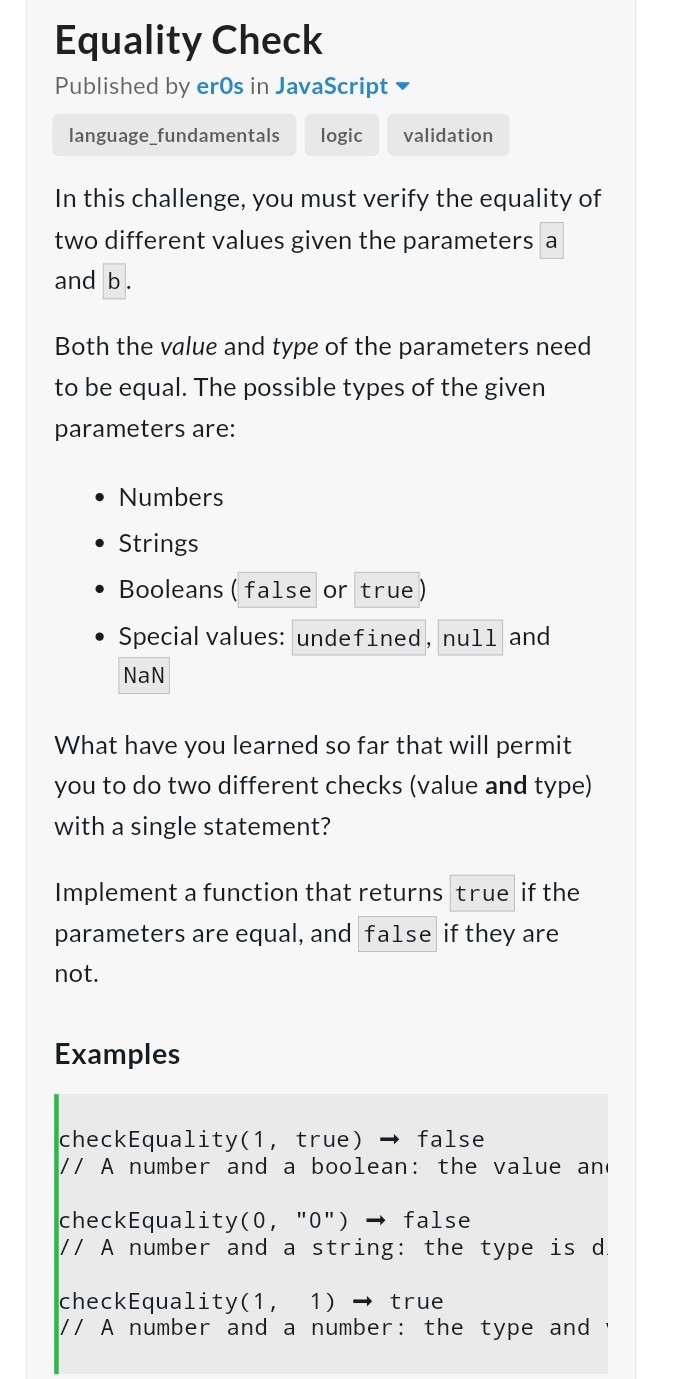 Equality Check
Published by er0s in JavaScript
language_fundamentals logic validation
In this challenge, you must verify the equality of
two different values given the parameters a
and b.
Both the value and type of the parameters need
to be equal. The possible types of the given
parameters are:
• Numbers
• Strings
• Booleans (false or true)
• Special values: undefined, null and
NaN
What have you learned so far that will permit
you to do two different checks (value and type)
with a single statement?
Implement a function that returns true if the
parameters are equal, and false if they are
not.
Examples
checkEquality(1, true) ➞ false
// A number and a boolean: the value and
checkEquality(0, "0") ➞ false
// A number and a string: the type is
checkEquality(1,  1) ➞ true
// A number and a number: the type and